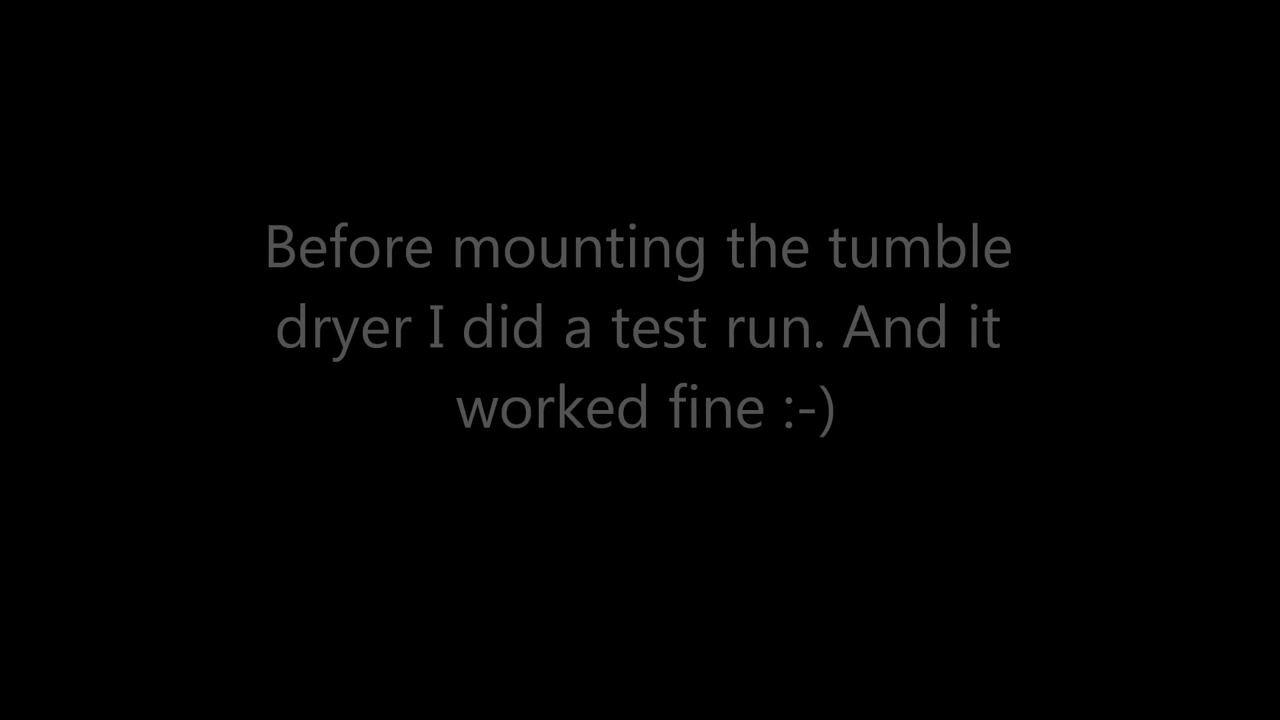 Before mounting the tumble
dryer I did a test run. And it
worked fine :-)